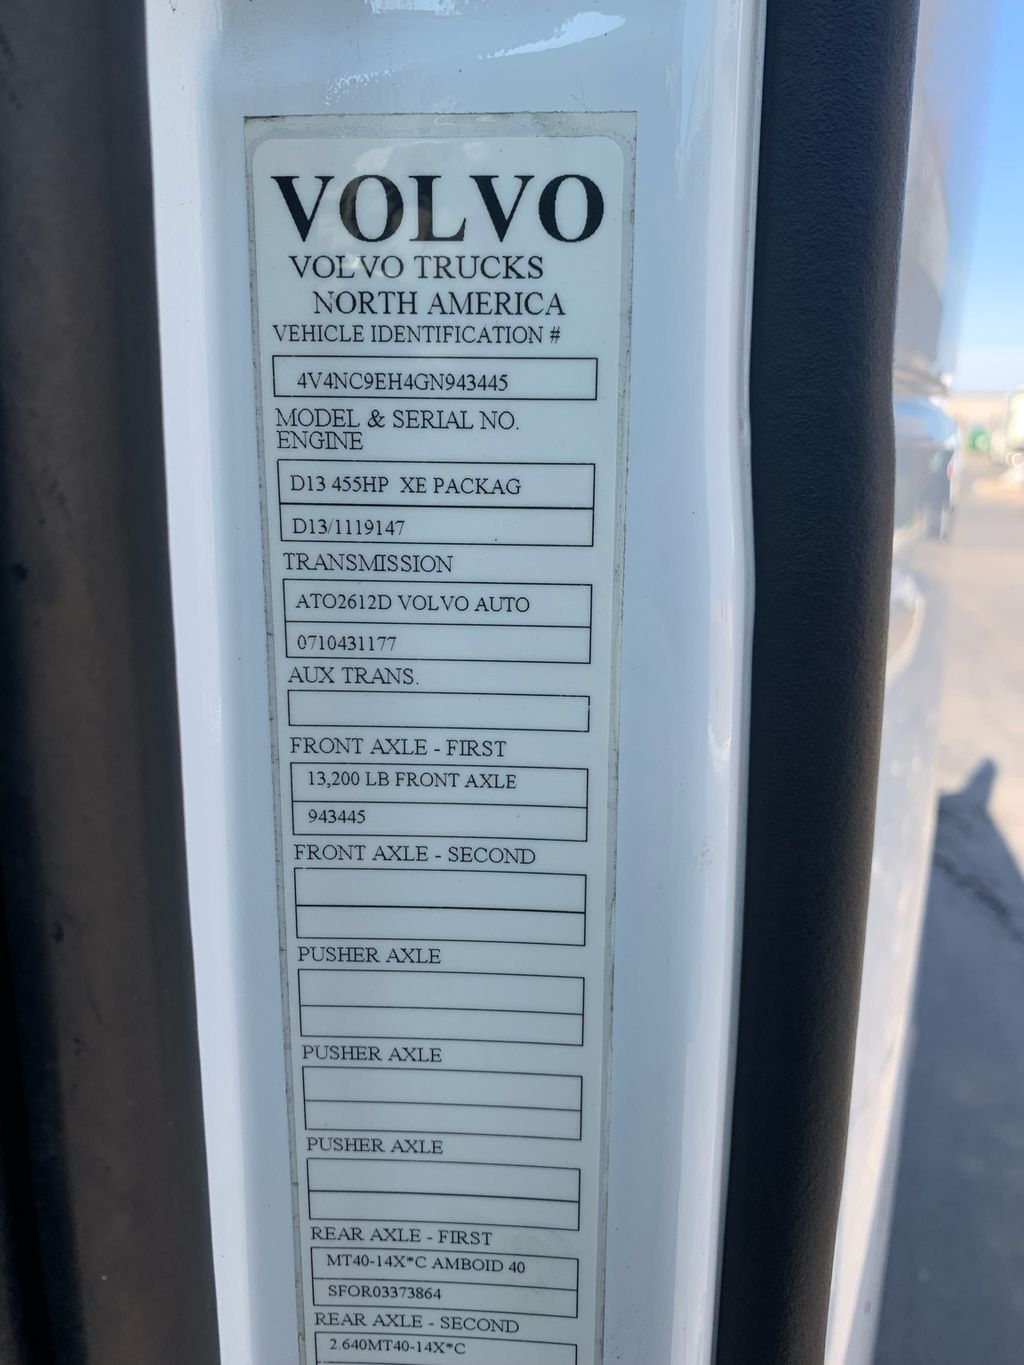 VOLVO
VOLVO TRUCKS
NORTH AMERICA
VEHICLE IDENTIFICATION #
4V4NC9EH4GN943445
MODEL & SERIAL NO.
ENGINE
D13 455HP XE PACKAG
D13/1119147
TRANSMISSION
ATO2612D VOLVO AUTO
0710431177
AUX TRANS.
FRONT AXLE - FIRST
13,200 LB FRONT AXLE
943445
FRONT AXLE - SECOND
PUSHER AXLE
PUSHER AXLE
PUSHER AXLE
REAR AXLE - FIRST
MT40-14X*C AMBOID 40
SFOR03373864
REAR AXLE - SECOND
2.640MT40-14X*C